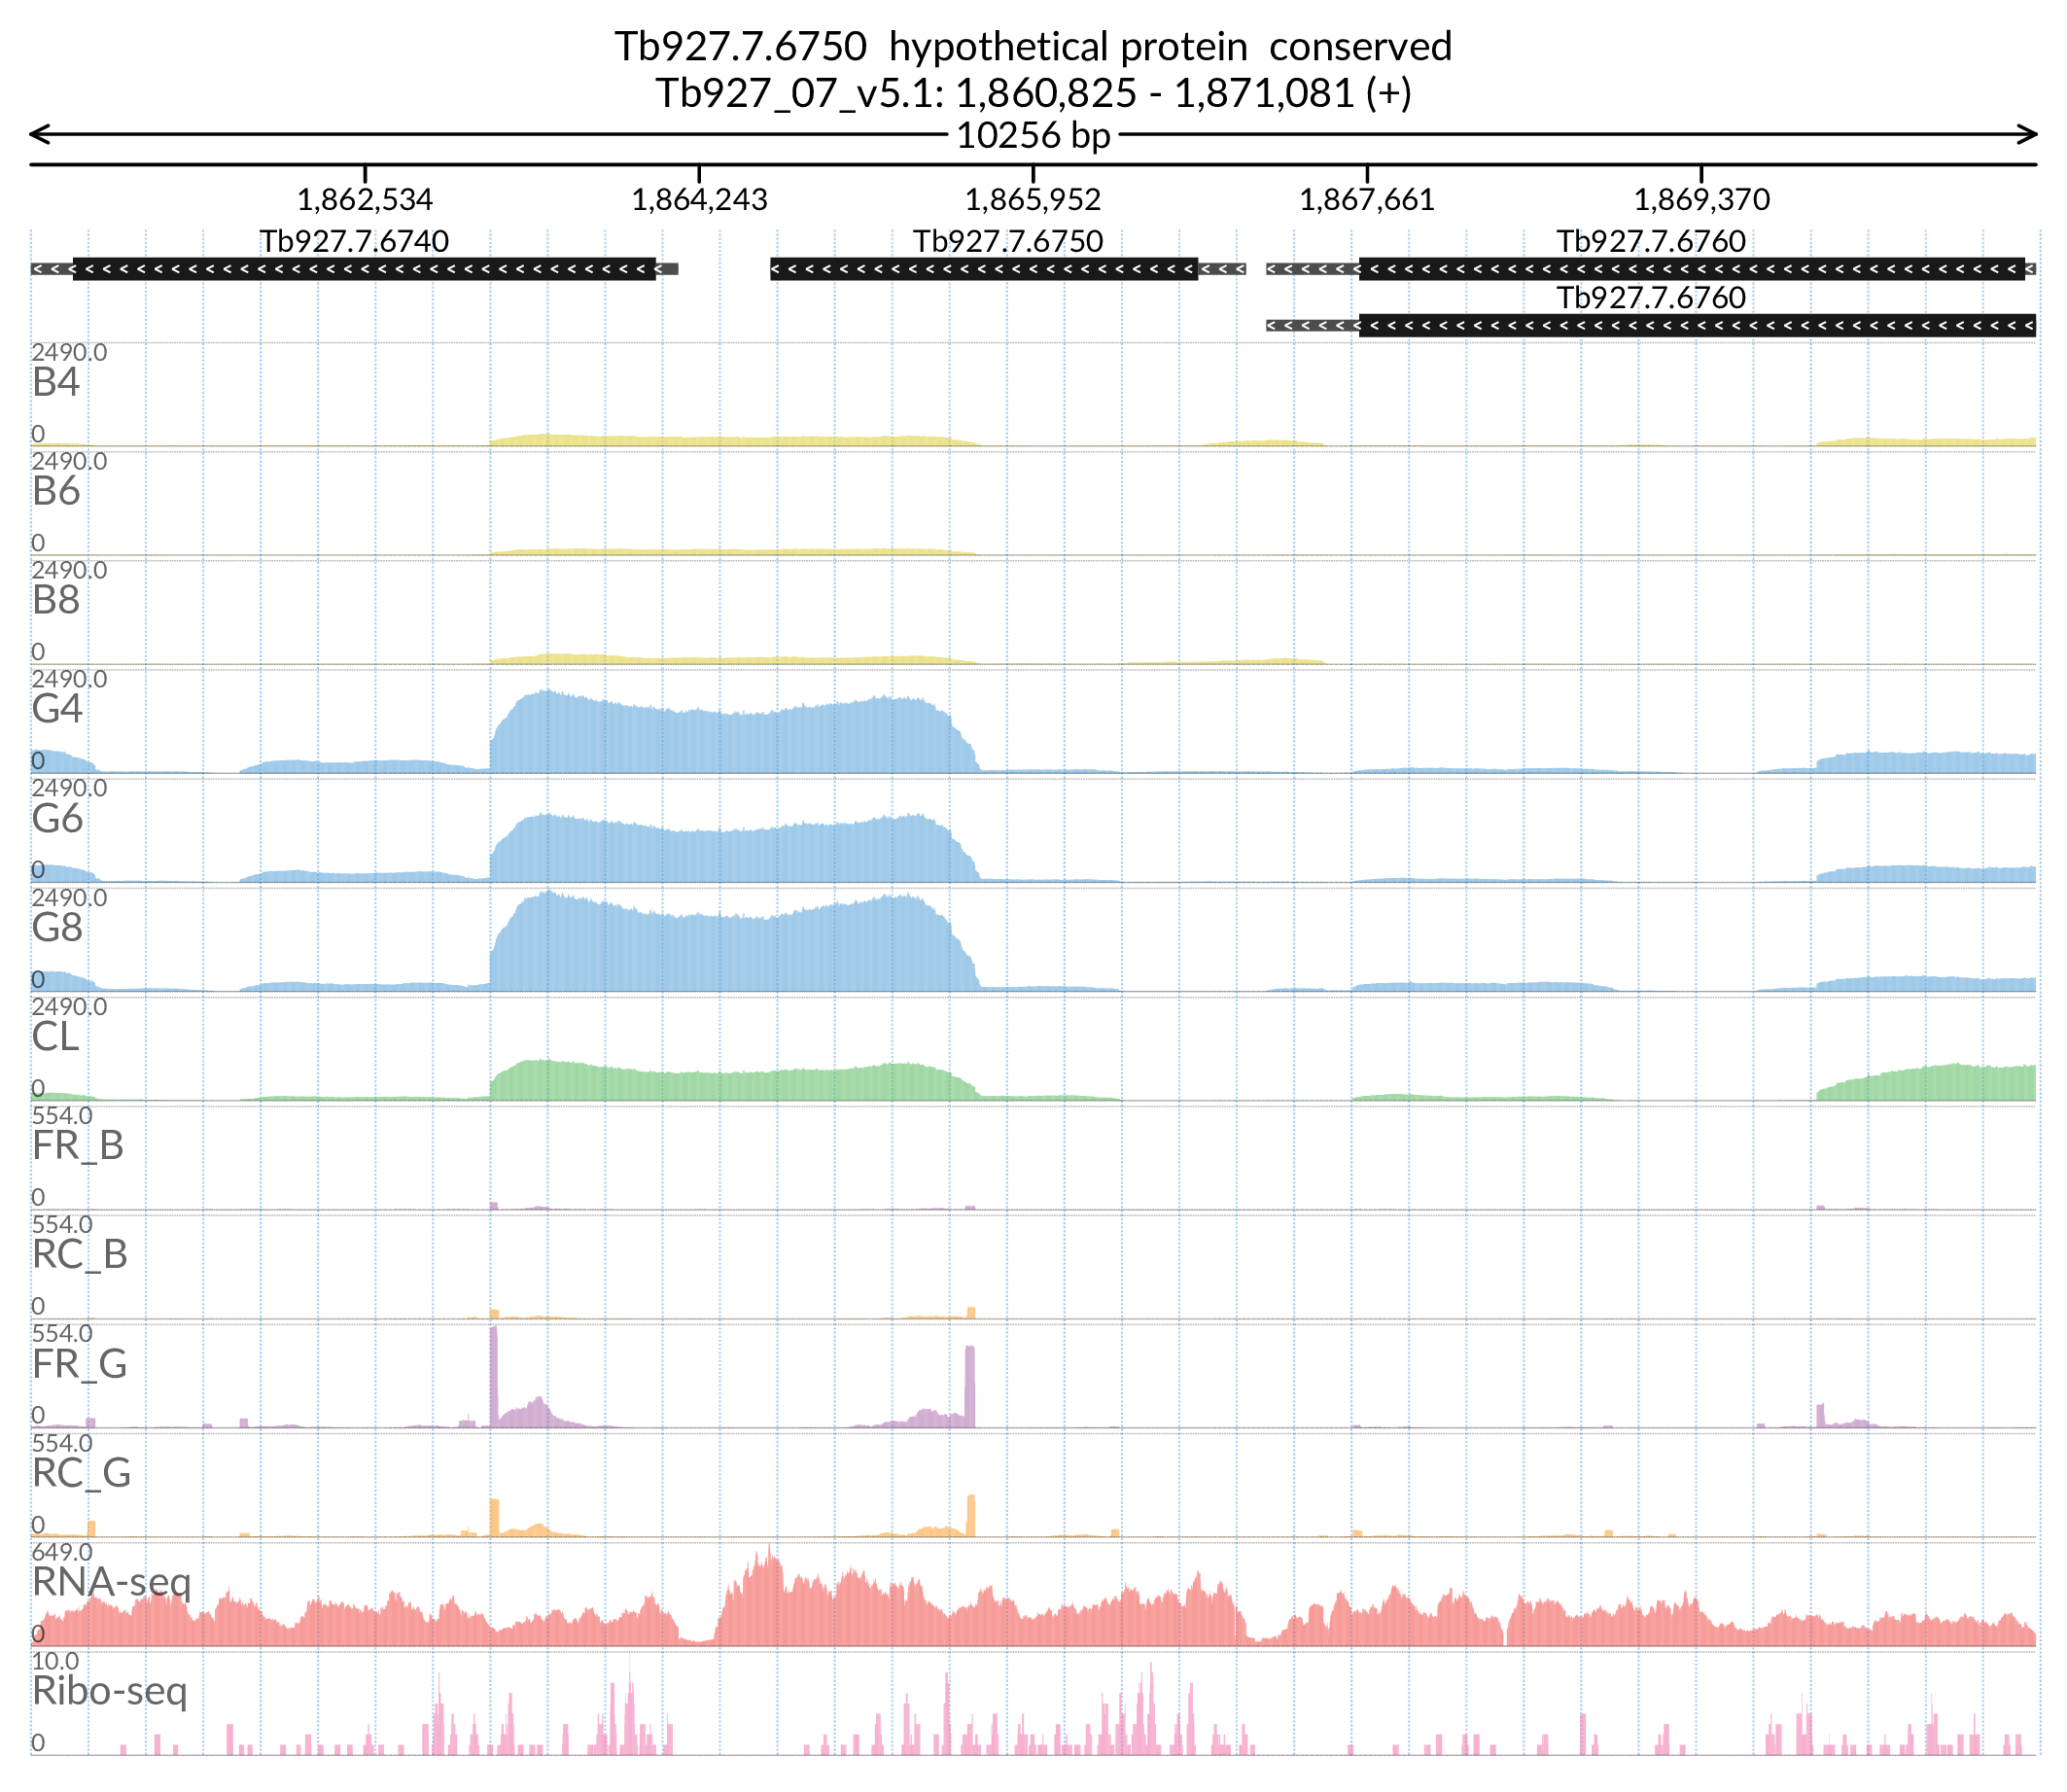 Tb927.7.6750 hypothetical protein conserved
Tb927_07_v5.1: 1,860,825 - 1,871,081 (+)
10256 bp
1,862,534 1,864,243 1,865,952 1,867,661 1,869,370
Tb927.7.6740 Tb927.7.6750 Tb927.7.6760
Tb927.7.6760
2490.0
B4
0
2490.0
B6
0
2490.0
B8
0
2490.0
G4
0
2490.0
G6
0
2490.0
G8
0
2490.0
CL
0
554.0
FR_B
0
554.0
RC_B
0
554.0
FR_G
0
554.0
RC_G
0
649.0
RNA-seq
0
10.0
Ribo-seq
0